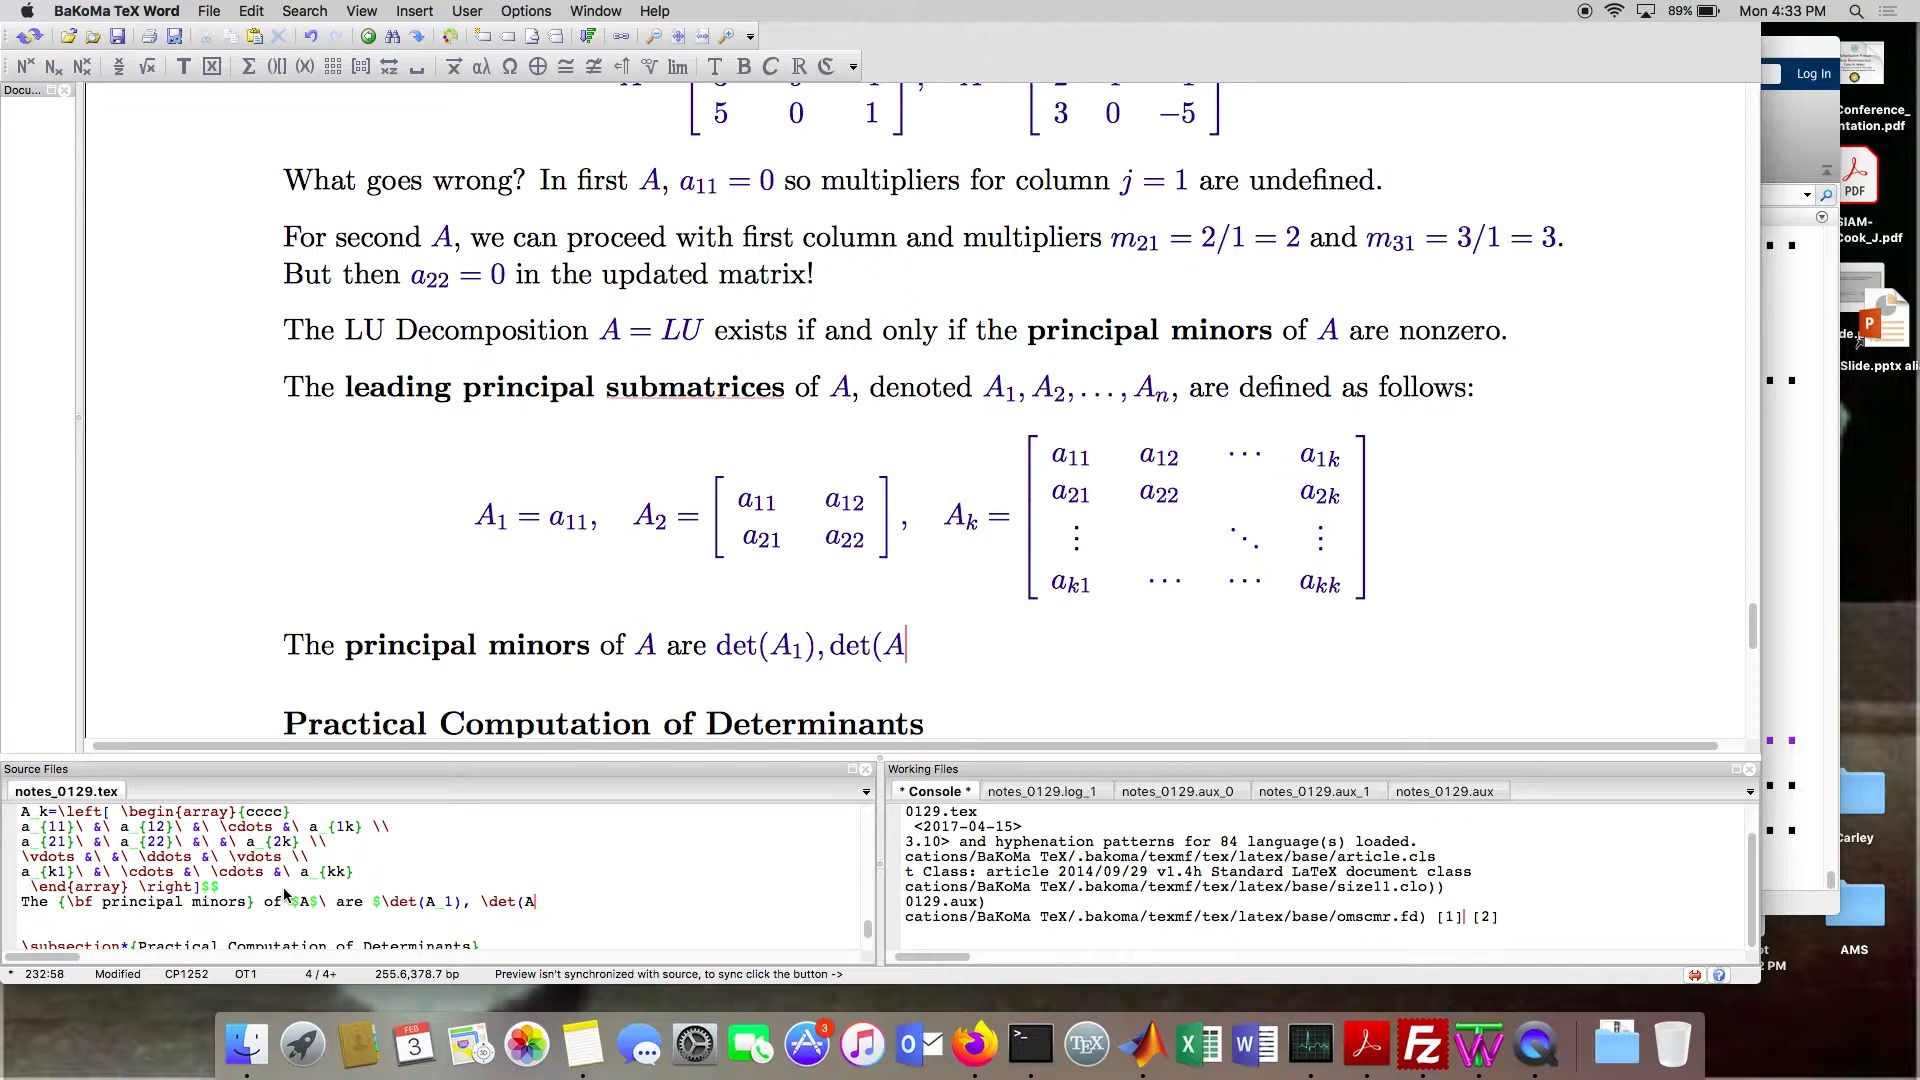 BaKoMa TeX Word File Edit Search View Insert User Options Window Help 89% Mon 4:33 PM
Docu...
Log In
5 0 1
3 0 −5
What goes wrong? In first A, a11 = 0 so multipliers for column j = 1 are undefined.
For second A, we can proceed with first column and multipliers m21 = 2/1 = 2 and m31 = 3/1 = 3.
But then a22 = 0 in the updated matrix!
The LU Decomposition A = LU exists if and only if the principal minors of A are nonzero.
The leading principal submatrices of A, denoted A1, A2, . . . , An, are defined as follows:
A1 = a11, A2 = [ a11 a12 a21 a22 ] , Ak = [ a11 a12 ⋯ a1k
a21 a22 a2k
⋮ ⋱ ⋮
ak1 ⋯ ⋯ akk ]
The principal minors of A are det(A1), det(A
Practical Computation of Determinants
Source Files
notes_0129.tex
A_k=\left[ \begin{array}{cccc}
a_{11}\ &\ a_{12}\ &\ \cdots &\ a_{1k} \\
a_{21}\ &\ a_{22}\ &\ &\ a_{2k} \\
\vdots &\ &\ \ddots &\ \vdots \\
a_{k1}\ &\ \cdots &\ \cdots &\ a_{kk}
\end{array} \right]$$
The {\bf principal minors} of $A$\ are $\det(A_1), \det(A
\subsection*{Practical Computation of Determinants}
Working Files
* Console * notes_0129.log_1 notes_0129.aux_0 notes_0129.aux_1 notes_0129.aux
0129.tex
<2017-04-15>
3.10> and hyphenation patterns for 84 language(s) loaded.
cations/BaKoMa TeX/.bakoma/texmf/tex/latex/base/article.cls
t Class: article 2014/09/29 v1.4h Standard LaTeX document class
cations/BaKoMa TeX/.bakoma/texmf/tex/latex/base/size11.clo))
0129.aux)
cations/BaKoMa TeX/.bakoma/texmf/tex/latex/base/omscmr.fd) [1] [2]
* 232:58 Modified CP1252 OT1 4 / 4+ 255.6,378.7 bp Preview isn't synchronized with source, to sync click the button ->
Conference_
ntation.pdf
PDF
SIAM-
Cook_J.pdf
de.p
Slide.pptx ali
Carley
AMS
2 PM
FEB
3
3
TEX